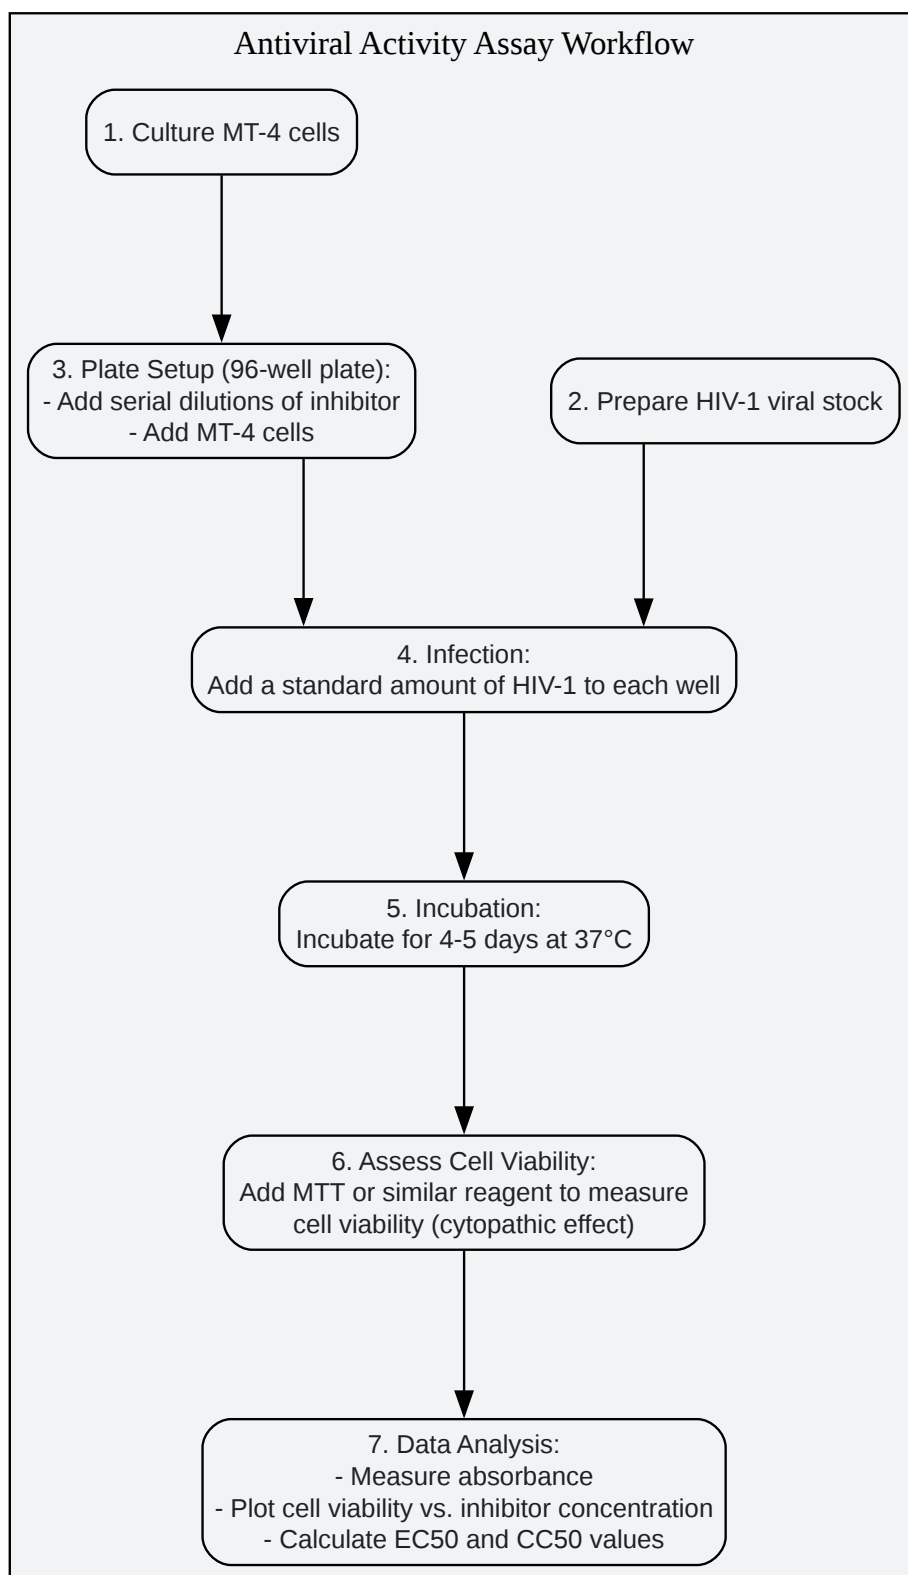 Antiviral Activity Assay Workflow
1. Culture MT-4 cells
3. Plate Setup (96-well plate):
- Add serial dilutions of inhibitor
- Add MT-4 cells
2. Prepare HIV-1 viral stock
4. Infection:
Add a standard amount of HIV-1 to each well
5. Incubation:
Incubate for 4-5 days at 37°C
6. Assess Cell Viability:
Add MTT or similar reagent to measure
cell viability (cytopathic effect)
7. Data Analysis:
- Measure absorbance
- Plot cell viability vs. inhibitor concentration
- Calculate EC50 and CC50 values